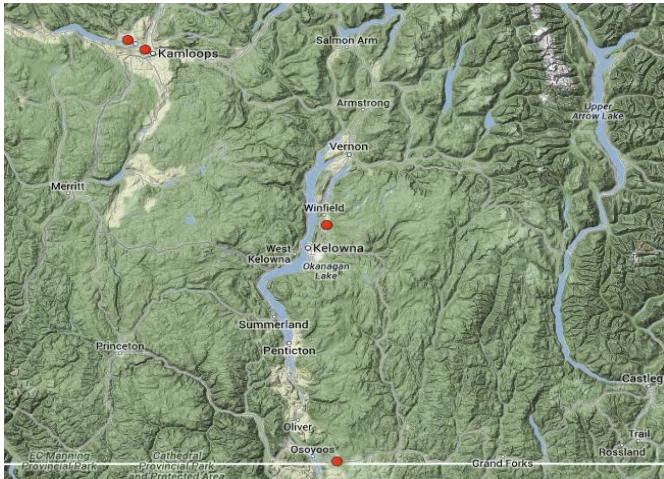 Salmon Arm
Kamloops
Armstrong
Upper
Arrow Lake
Vernon
Merritt
Winfield
West
Kelowna
Kelowna
Okanagan
Lake
Summerland
Princeton
Penticton
Castleg
Oliver
Trail
Osoyoos
Rossland
EC Manning
Provincial Park
Cathedral
Provincial Park
and Protected Area
Grand Forks